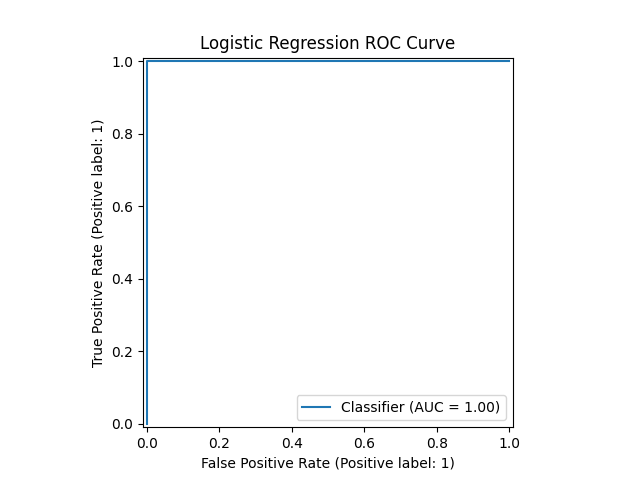 Logistic Regression ROC Curve
1.0
0.8
0.6
0.4
0.2
0.0
True Positive Rate (Positive label: 1)
Classifier (AUC = 1.00)
0.0 0.2 0.4 0.6 0.8 1.0
False Positive Rate (Positive label: 1)